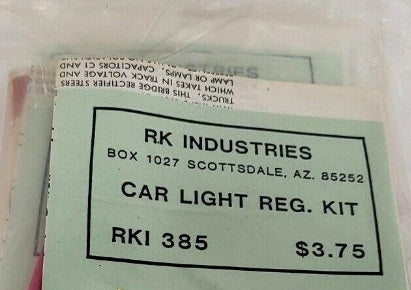 TRUCKS. THIS BRIDGE RECTIFIER STEERS
WHICH TAKES IN TRACK VOLTAGE AND
LAMP OR LAMPS. CAPACITORS C1 AND
RK INDUSTRIES
BOX 1027 SCOTTSDALE, AZ. 85252
CAR LIGHT REG. KIT
RKI 385 $3.75